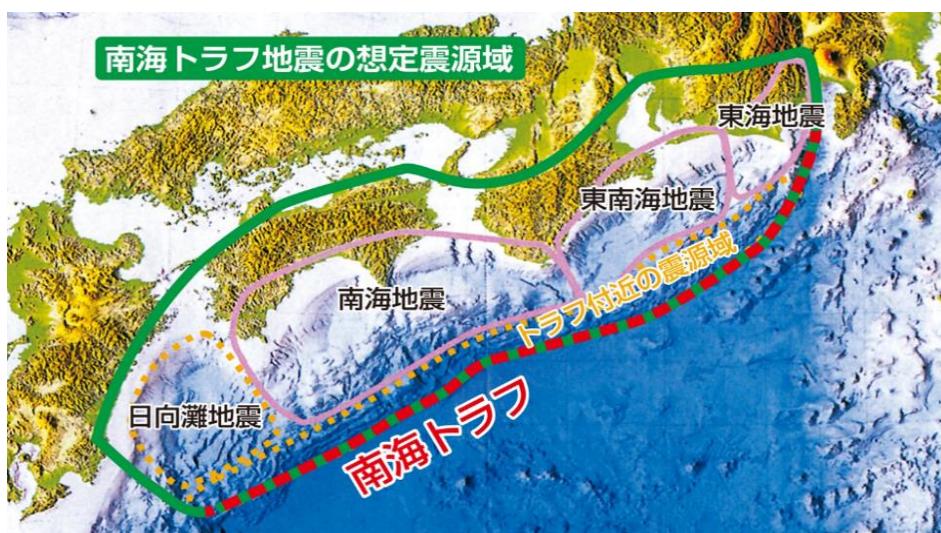 南海トラフ地震の想定震源域
東海地震
東南海地震
トラフ付近の震源域
南海地震
日向灘地震
南海トラフ